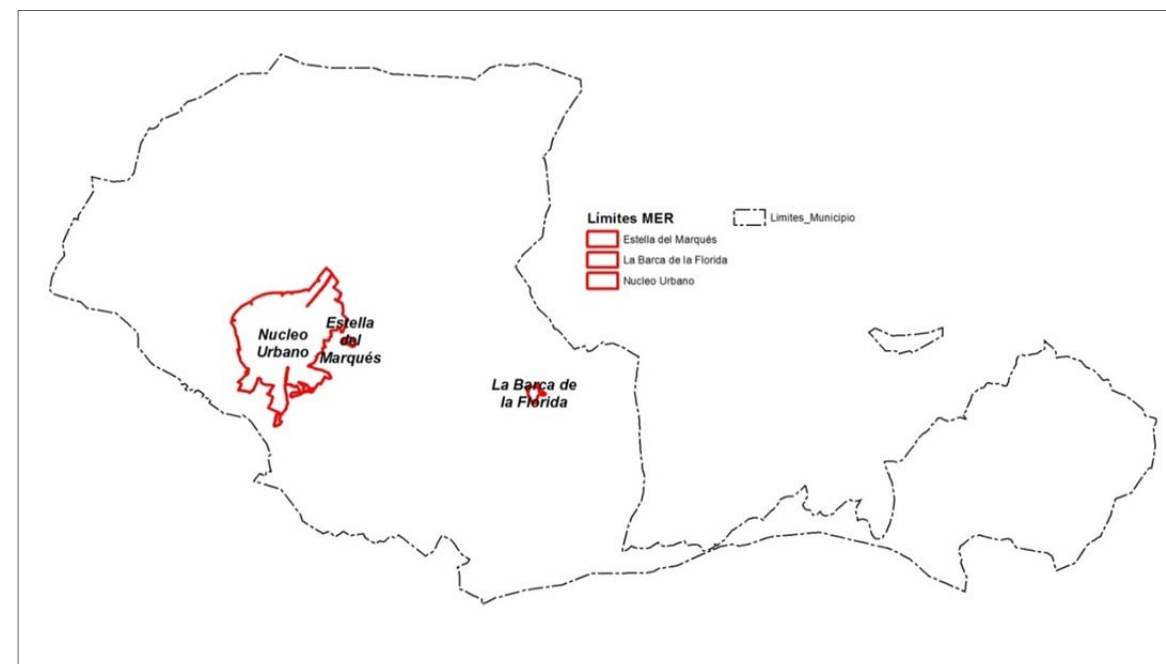 Límites MER
Limites_Municipio
Estella del Marqués
La Barca de la Florida
Nucleo Urbano
Nucleo
Urbano
Estella
del
Marqués
La Barca de
la Florida